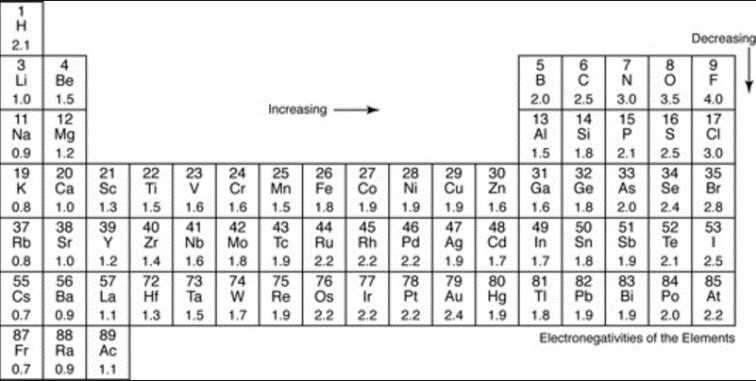 1
H
2.1
Decreasing
3 4 5 6 7 8 9
Li Be B C N O F
1.0 1.5 2.0 2.5 3.0 3.5 4.0
Increasing
11 12 13 14 15 16 17
Na Mg Al Si P S Cl
0.9 1.2 1.5 1.8 2.1 2.5 3.0
19 20 21 22 23 24 25 26 27 28 29 30 31 32 33 34 35
K Ca Sc Ti V Cr Mn Fe Co Ni Cu Zn Ga Ge As Se Br
0.8 1.0 1.3 1.5 1.6 1.6 1.5 1.8 1.9 1.9 1.9 1.6 1.6 1.8 2.0 2.4 2.8
37 38 39 40 41 42 43 44 45 46 47 48 49 50 51 52 53
Rb Sr Y Zr Nb Mo Tc Ru Rh Pd Ag Cd In Sn Sb Te I
0.8 1.0 1.2 1.4 1.6 1.8 1.9 2.2 2.2 2.2 1.9 1.7 1.7 1.8 1.9 2.1 2.5
55 56 57 72 73 74 75 76 77 78 79 80 81 82 83 84 85
Cs Ba La Hf Ta W Re Os Ir Pt Au Hg Tl Pb Bi Po At
0.7 0.9 1.1 1.3 1.5 1.7 1.9 2.2 2.2 2.2 2.4 1.9 1.8 1.9 1.9 2.0 2.2
87 88 89
Fr Ra Ac
0.7 0.9 1.1
Electronegativities of the Elements